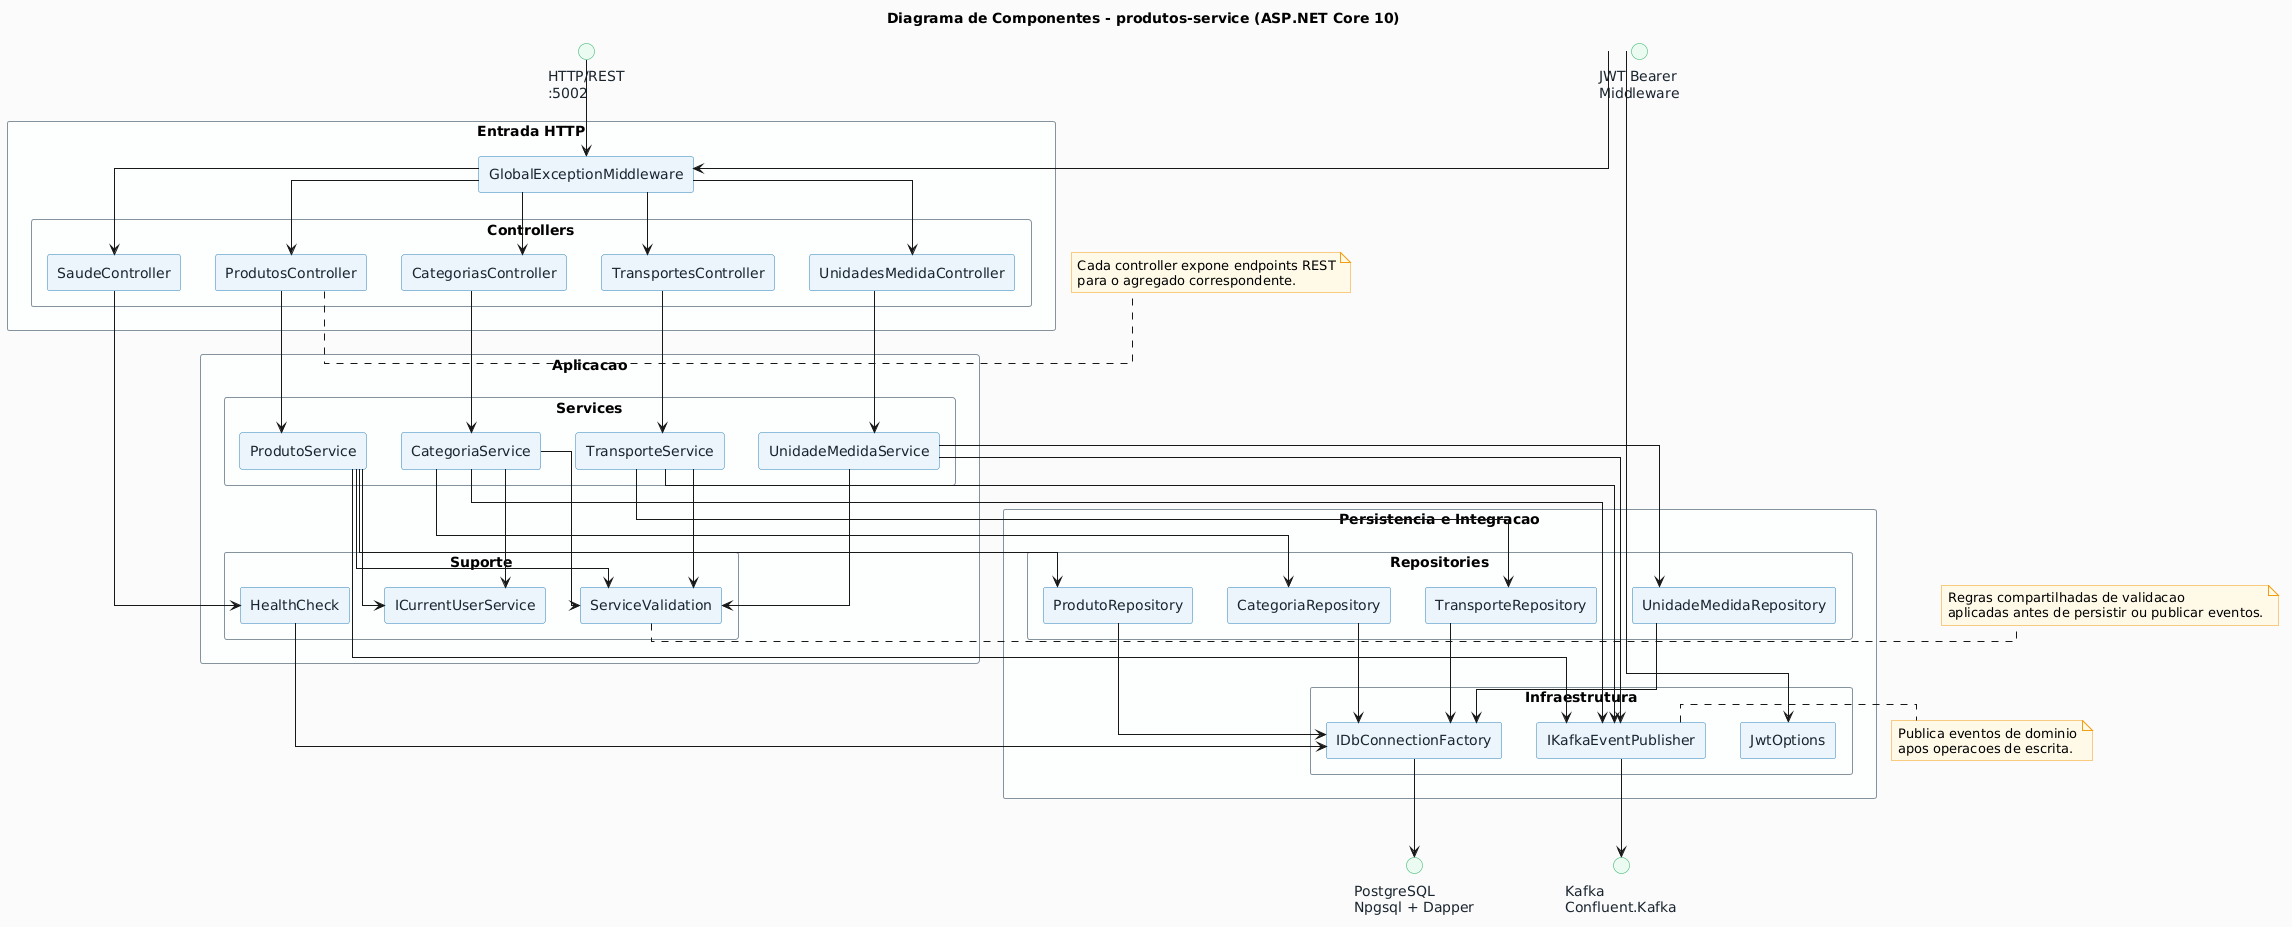 Diagrama de Componentes - produtos-service (ASP.NET Core 10)
HTTP/REST
:5002
JWT Bearer
Middleware
Entrada HTTP
GlobalExceptionMiddleware
Controllers
SaudeController
ProdutosController
CategoriasController
TransportesController
UnidadesMedidaController
Cada controller expone endpoints REST
para o agregado correspondente.
Aplicacao
Services
ProdutoService
CategoriaService
TransporteService
UnidadeMedidaService
Suporte
HealthCheck
ICurrentUserService
ServiceValidation
Persistencia e Integracao
Repositories
ProdutoRepository
CategoriaRepository
TransporteRepository
UnidadeMedidaRepository
Regras compartilhadas de validacao
aplicadas antes de persistir ou publicar eventos.
Infraestrutura
IDbConnectionFactory
IKafkaEventPublisher
JwtOptions
Publica eventos de dominio
apos operacoes de escrita.
PostgreSQL
Npgsql + Dapper
Kafka
Confluent.Kafka